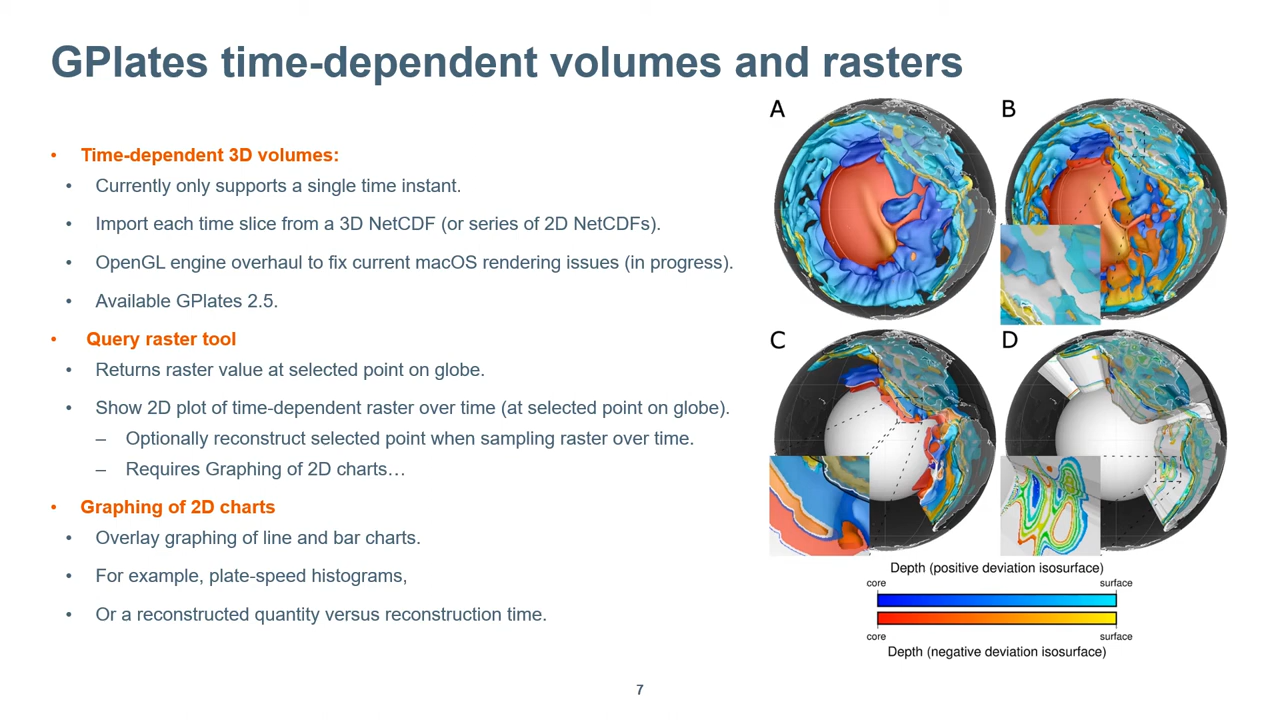 GPlates time-dependent volumes and rasters
• Time-dependent 3D volumes:
• Currently only supports a single time instant.
• Import each time slice from a 3D NetCDF (or series of 2D NetCDFs).
• OpenGL engine overhaul to fix current macOS rendering issues (in progress).
• Available GPlates 2.5.
• Query raster tool
• Returns raster value at selected point on globe.
• Show 2D plot of time-dependent raster over time (at selected point on globe).
– Optionally reconstruct selected point when sampling raster over time.
– Requires Graphing of 2D charts…
• Graphing of 2D charts
• Overlay graphing of line and bar charts.
• For example, plate-speed histograms,
• Or a reconstructed quantity versus reconstruction time.
A
B
C
D
Depth (positive deviation isosurface)
core surface
core surface
Depth (negative deviation isosurface)
7